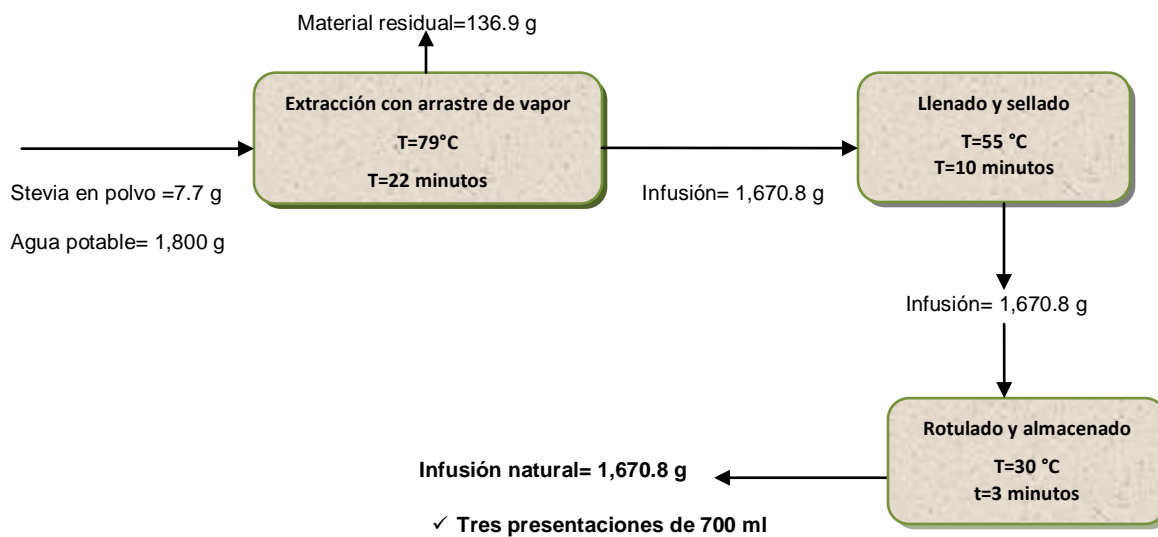 Material residual=136.9 g
Extracción con arrastre de vapor
T=79°C
T=22 minutos
Stevia en polvo =7.7 g
Agua potable= 1,800 g
Infusión= 1,670.8 g
Llenado y sellado
T=55 °C
T=10 minutos
Infusión= 1,670.8 g
Rotulado y almacenado
T=30 °C
t=3 minutos
Infusión natural= 1,670.8 g
✓ Tres presentaciones de 700 ml